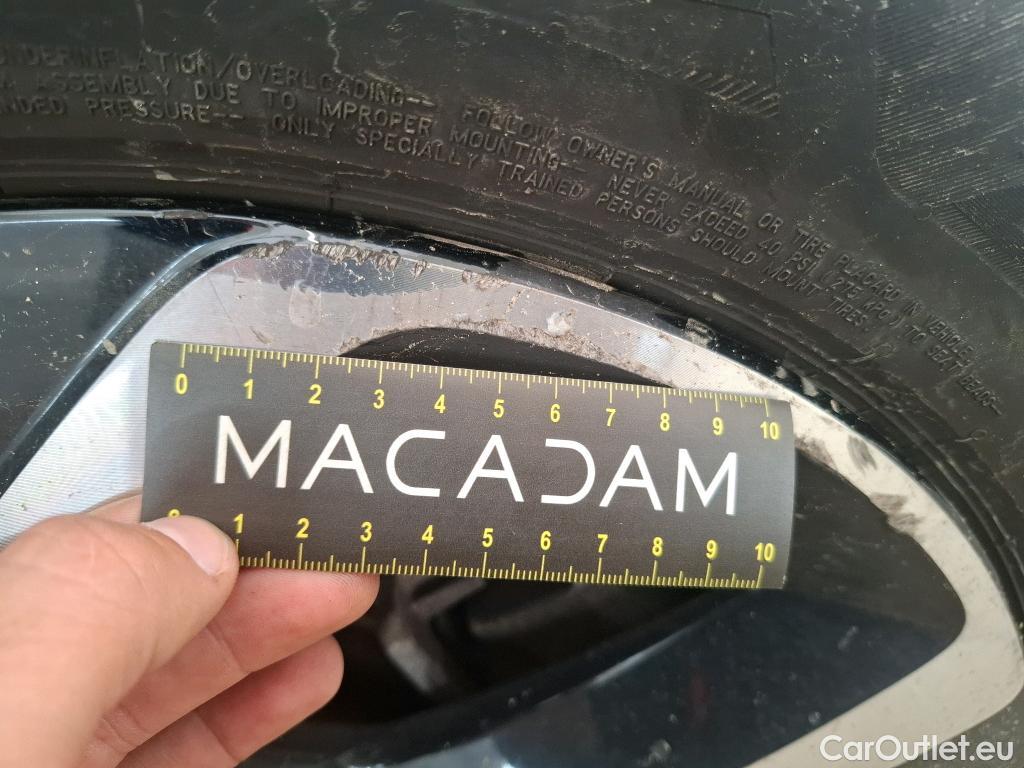 UNDERINFLATION/OVERLOADING-- FOLLOW OWNER'S MANUAL OR TIRE PLACARD IN VEHICLE.
ASSEMBLY DUE TO IMPROPER MOUNTING-- NEVER EXCEED 40 PSI (275 KPa) TO SEAT BEADS--
PRESSURE-- ONLY SPECIALLY TRAINED PERSONS SHOULD MOUNT TIRES.
0 1 2 3 4 5 6 7 8 9 10
MACADAM
0 1 2 3 4 5 6 7 8 9 10
CarOutlet.eu